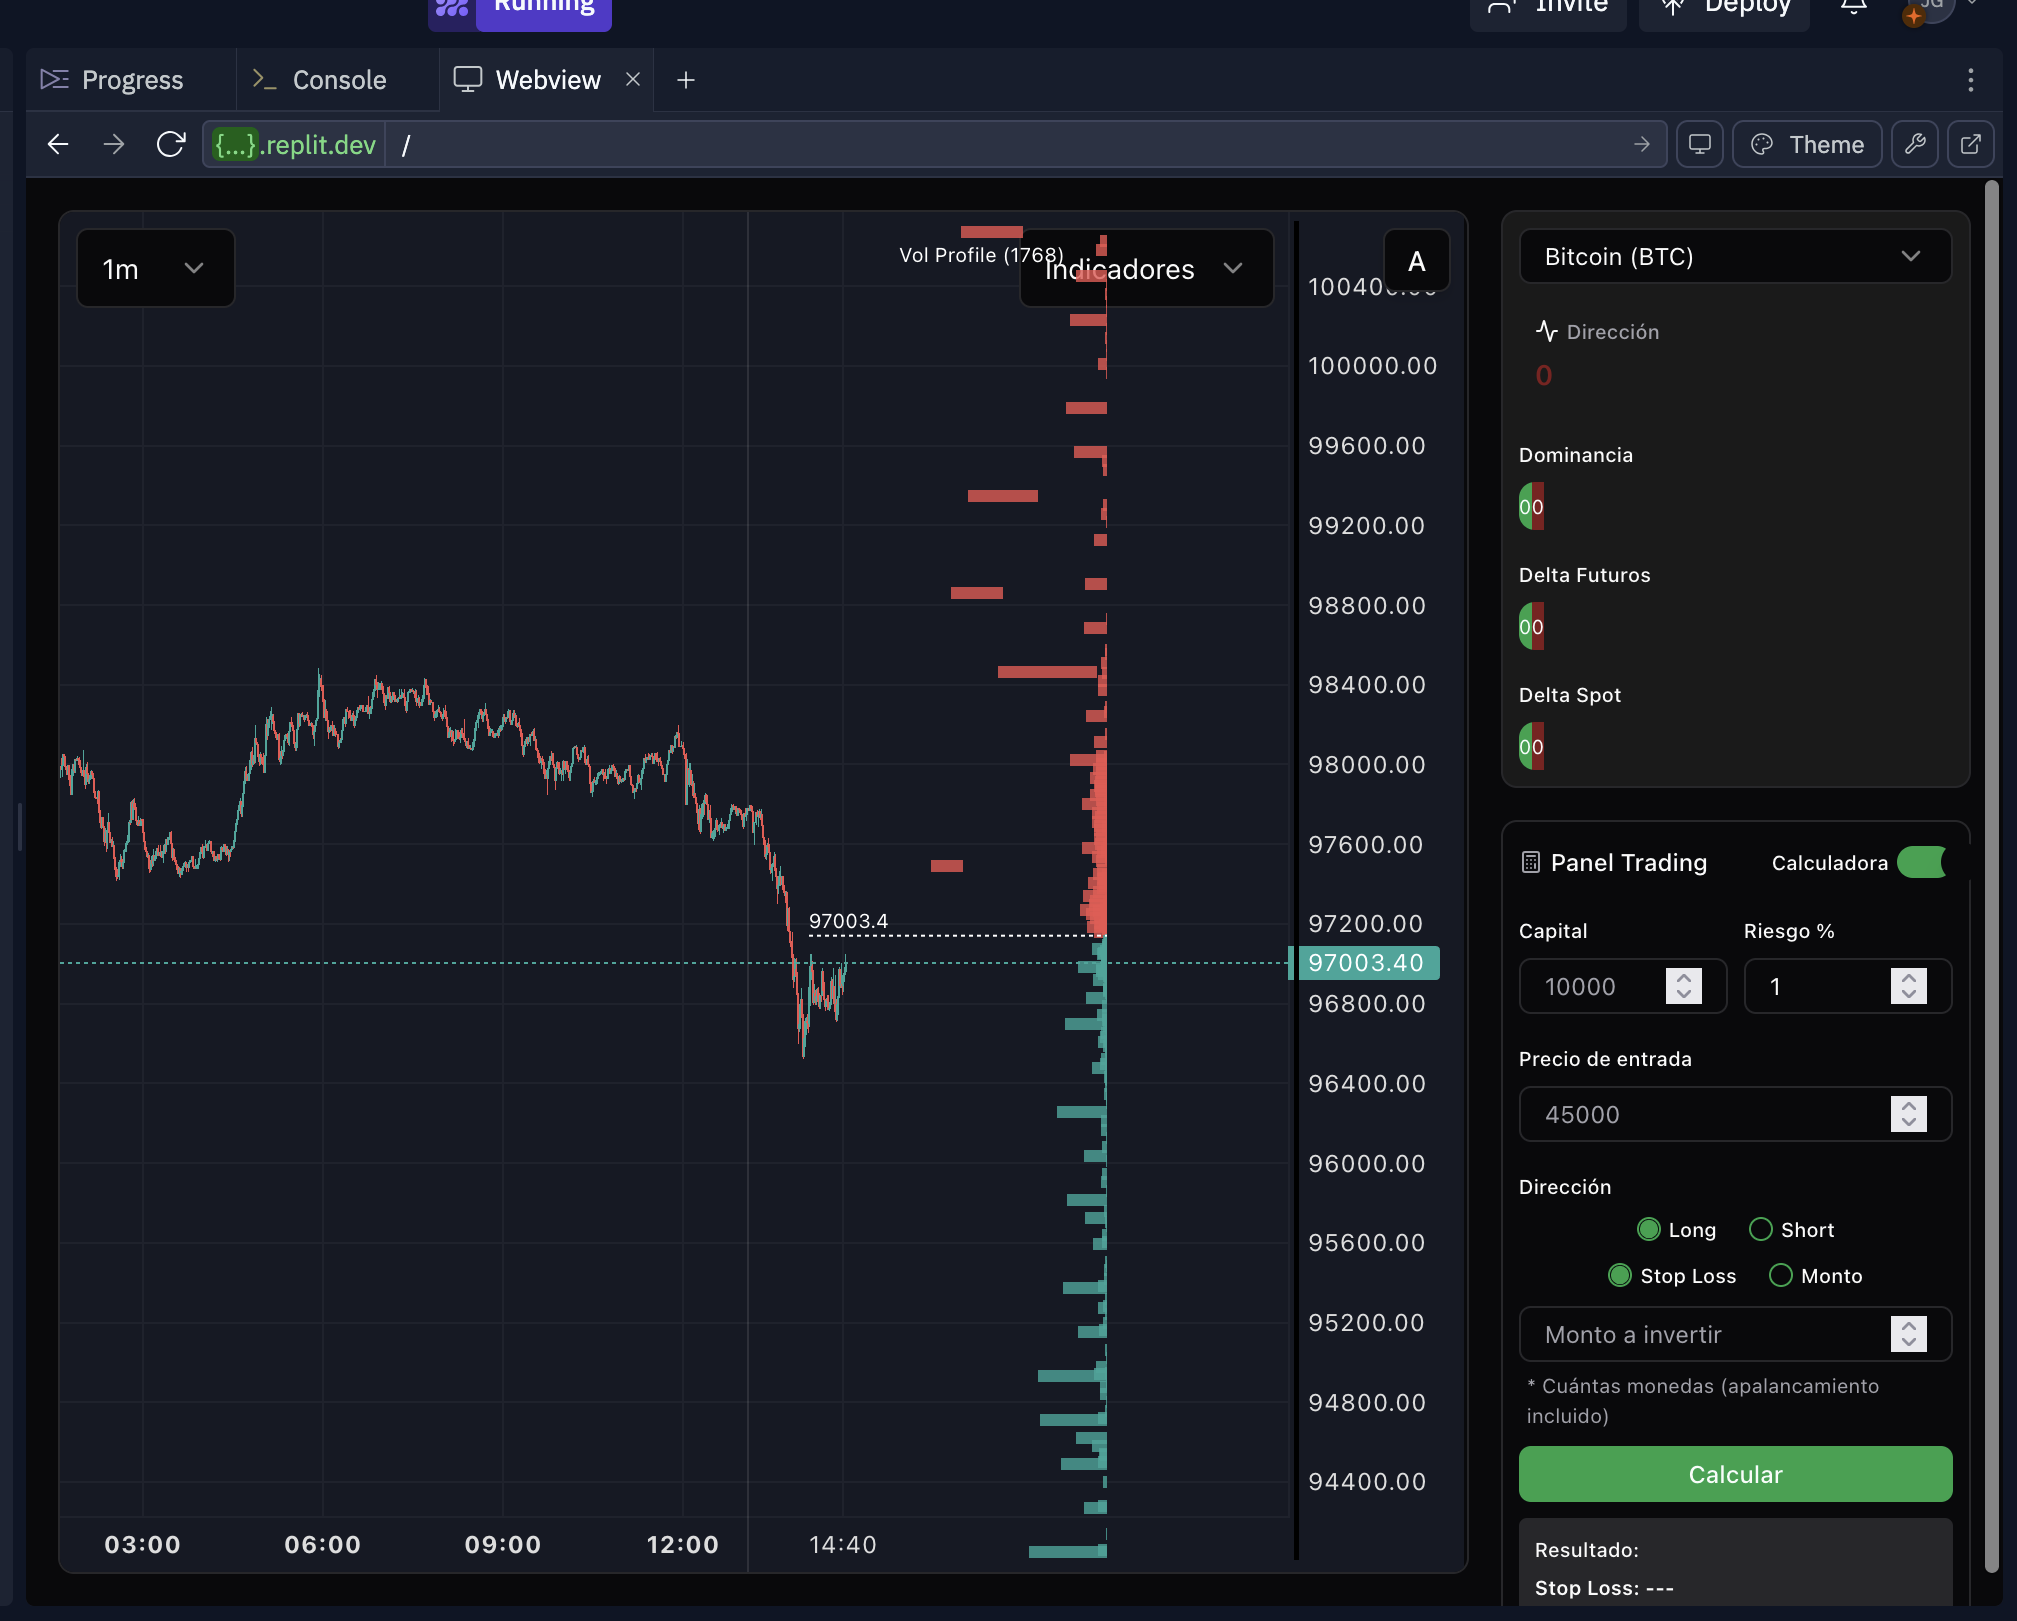 Running
Invite
Deploy
JG
Progress
Console
Webview
{...}.replit.dev
/
Theme
1m
Vol Profile (1768)
Indicadores
A
100400.00
100000.00
99600.00
99200.00
98800.00
98400.00
98000.00
97600.00
97200.00
97003.4
97003.40
96800.00
96400.00
96000.00
95600.00
95200.00
94800.00
94400.00
03:00
06:00
09:00
12:00
14:40
Bitcoin (BTC)
Dirección
0
Dominancia
00
Delta Futuros
00
Delta Spot
00
Panel Trading
Calculadora
Capital
Riesgo %
10000
1
Precio de entrada
45000
Dirección
Long
Short
Stop Loss
Monto
Monto a invertir
* Cuántas monedas (apalancamiento
incluido)
Calcular
Resultado:
Stop Loss: ---